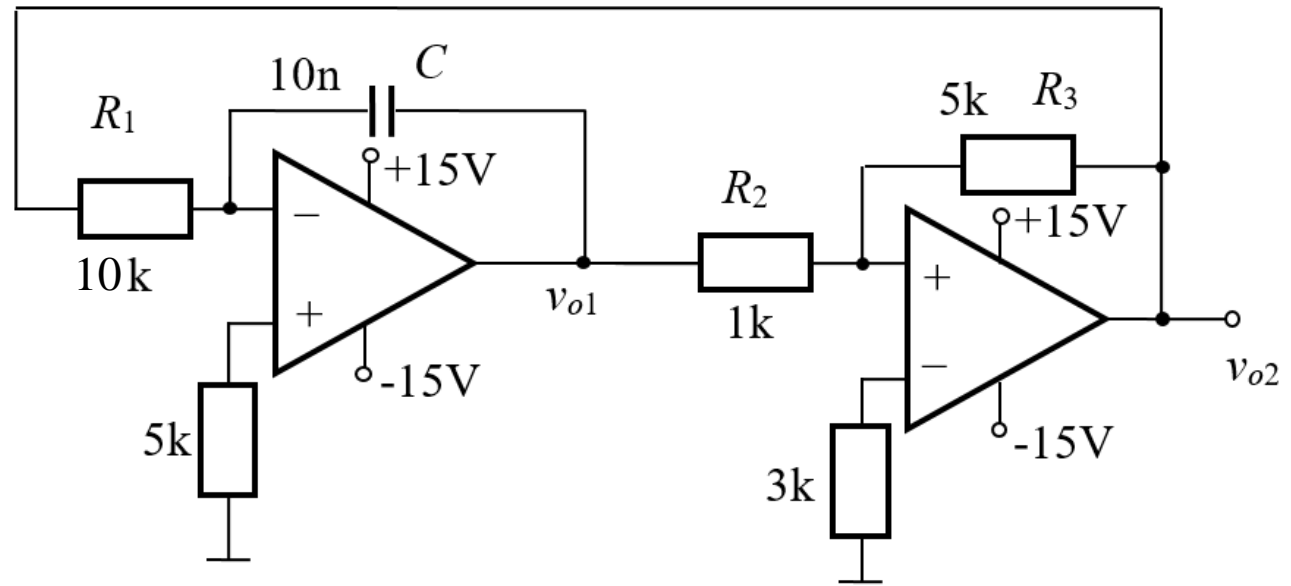 10n C
R1
5k R3
+15V
R2
+15V
−
+
10k
+
vo1
1k
-15V
−
vo2
5k
-15V
3k